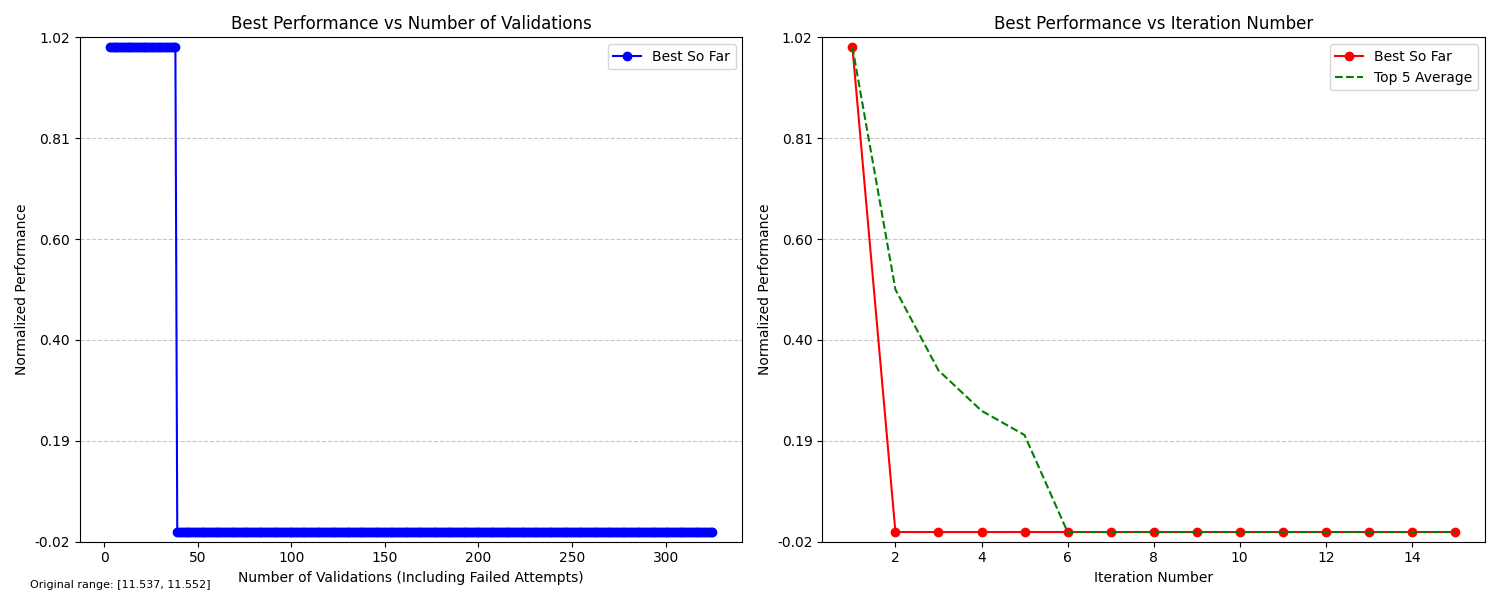 Best Performance vs Number of Validations
1.02
0.81
0.60
0.40
0.19
-0.02
Normalized Performance
Best So Far
0 50 100 150 200 250 300
Number of Validations (Including Failed Attempts)
Original range: [11.537, 11.552]
Best Performance vs Iteration Number
1.02
0.81
0.60
0.40
0.19
-0.02
Normalized Performance
Best So Far
Top 5 Average
2 4 6 8 10 12 14
Iteration Number